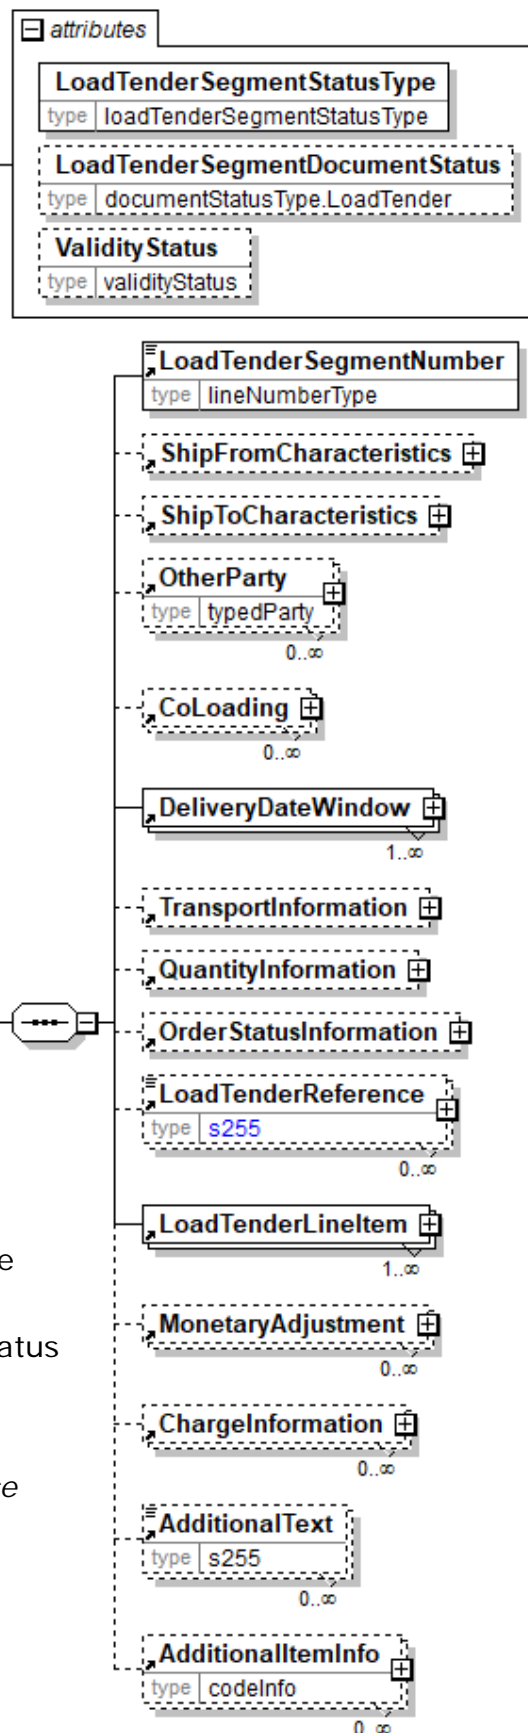 attributes
LoadTenderSegmentStatusType
type loadTenderSegmentStatusType
LoadTenderSegmentDocumentStatus
type documentStatusType.LoadTender
ValidityStatus
type validityStatus
LoadTenderSegmentNumber
type lineNumberType
ShipFromCharacteristics
ShipToCharacteristics
OtherParty
type typedParty
0..∞
CoLoading
0..∞
DeliveryDateWindow
1..∞
TransportInformation
QuantityInformation
OrderStatusInformation
LoadTenderReference
type s255
0..∞
LoadTenderLineItem
e
1..∞
MonetaryAdjustment
atus
0..∞
ChargeInformation
0..∞
e
AdditionalText
type s255
0..∞
AdditionalItemInfo
type codeInfo
0..∞